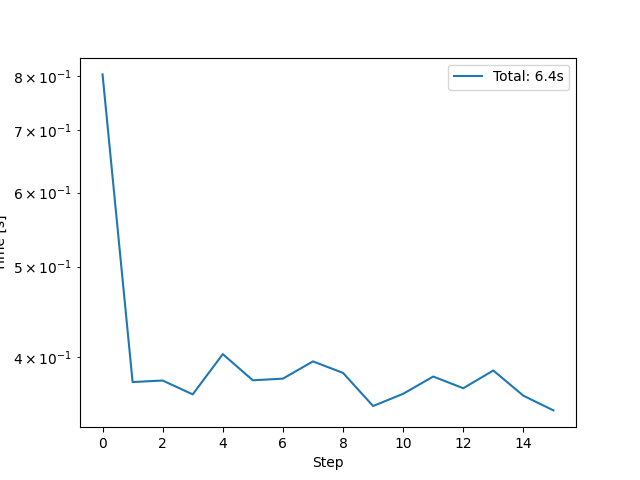 Total: 6.4s
8 × 10⁻¹
7 × 10⁻¹
6 × 10⁻¹
5 × 10⁻¹
4 × 10⁻¹
Time [s]
0 2 4 6 8 10 12 14
Step